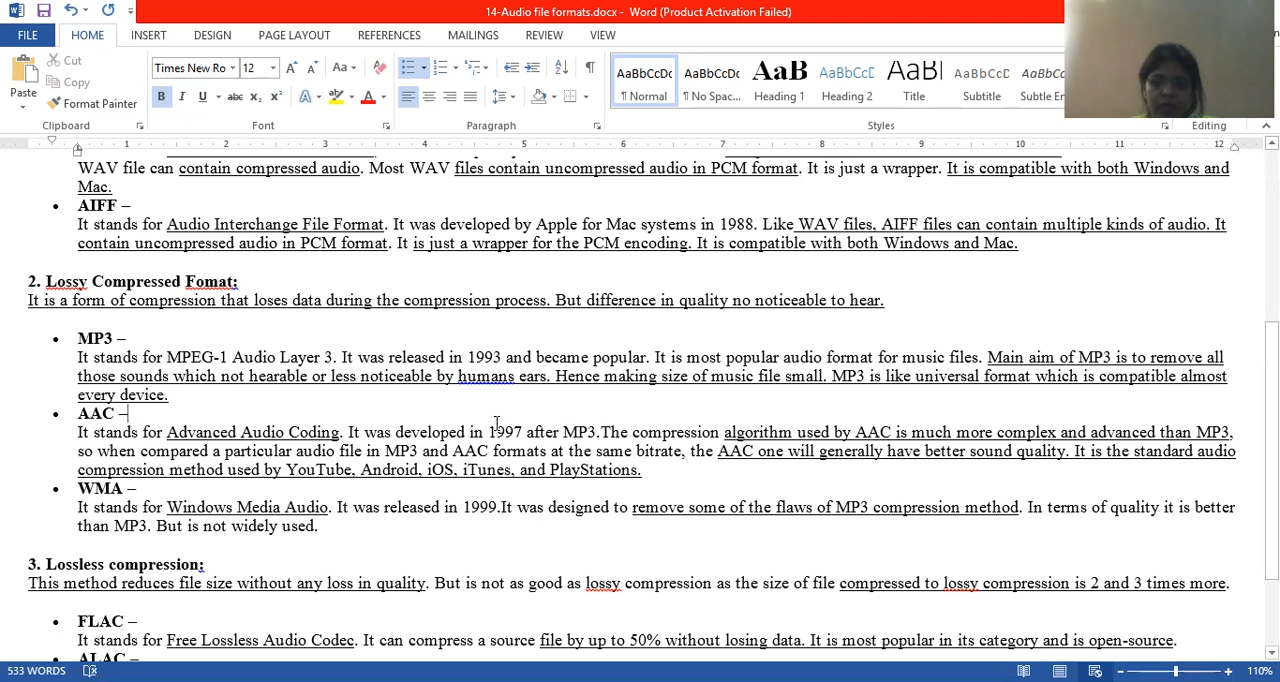 14-Audio file formats.docx - Word (Product Activation Failed)
FILE HOME INSERT DESIGN PAGE LAYOUT REFERENCES MAILINGS REVIEW VIEW
Paste
Cut
Copy
Format Painter
Times New Ro 12
AaBbCcDc AaBbCcDc AaB AaBbCcDc AaB AaBbCcDc
¶ Normal ¶ No Spac... Heading 1 Heading 2 Title Subtitle Subtle Em
Clipboard Font Paragraph Styles Editing
1 2 3 4 5 6 7 8 9 10 11 12
WAV file can contain compressed audio. Most WAV files contain uncompressed audio in PCM format. It is just a wrapper. It is compatible with both Windows and
Mac.
• AIFF –
It stands for Audio Interchange File Format. It was developed by Apple for Mac systems in 1988. Like WAV files, AIFF files can contain multiple kinds of audio. It
contain uncompressed audio in PCM format. It is just a wrapper for the PCM encoding. It is compatible with both Windows and Mac.
2. Lossy Compressed Fomat:
It is a form of compression that loses data during the compression process. But difference in quality no noticeable to hear.
• MP3 –
It stands for MPEG-1 Audio Layer 3. It was released in 1993 and became popular. It is most popular audio format for music files. Main aim of MP3 is to remove all
those sounds which not hearable or less noticeable by humans ears. Hence making size of music file small. MP3 is like universal format which is compatible almost
every device.
• AAC –
It stands for Advanced Audio Coding. It was developed in 1997 after MP3.The compression algorithm used by AAC is much more complex and advanced than MP3,
so when compared a particular audio file in MP3 and AAC formats at the same bitrate, the AAC one will generally have better sound quality. It is the standard audio
compression method used by YouTube, Android, iOS, iTunes, and PlayStations.
• WMA –
It stands for Windows Media Audio. It was released in 1999.It was designed to remove some of the flaws of MP3 compression method. In terms of quality it is better
than MP3. But is not widely used.
3. Lossless compression:
This method reduces file size without any loss in quality. But is not as good as lossy compression as the size of file compressed to lossy compression is 2 and 3 times more.
• FLAC –
It stands for Free Lossless Audio Codec. It can compress a source file by up to 50% without losing data. It is most popular in its category and is open-source.
• ALAC –
533 WORDS 110%